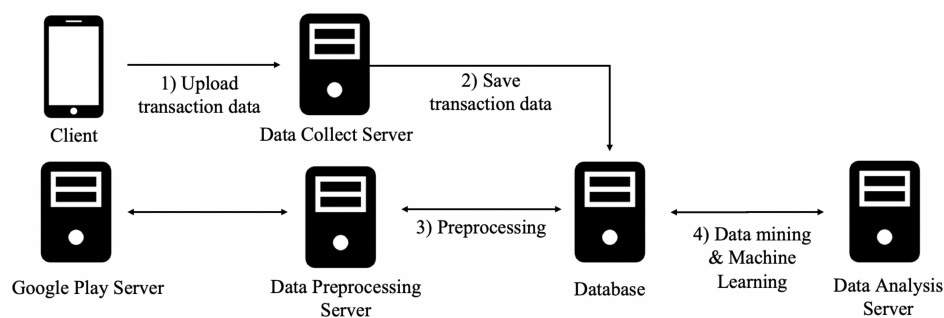 1) Upload
transaction data
2) Save
transaction data
Client
Data Collect Server
3) Preprocessing
4) Data mining
& Machine
Learning
Google Play Server
Data Preprocessing
Server
Database
Data Analysis
Server